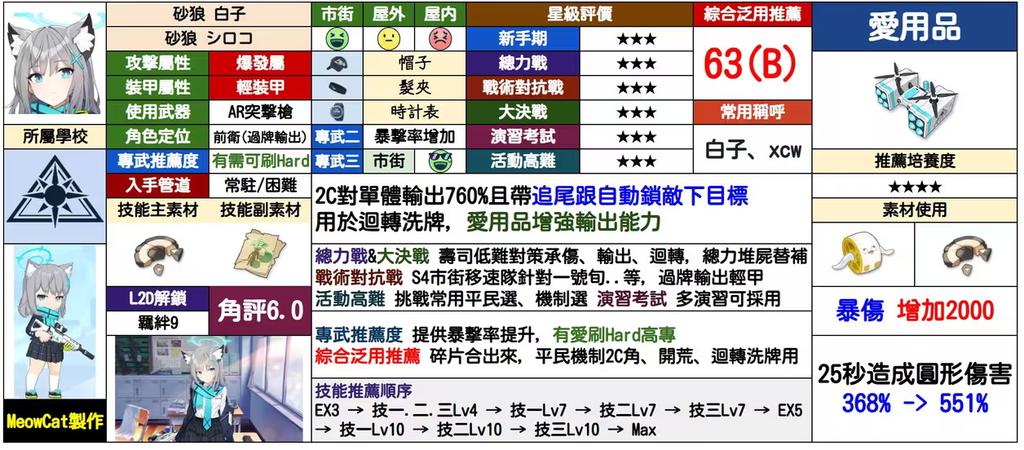 砂狼 白子
砂狼 シロコ
攻擊屬性 爆發屬
裝甲屬性 輕裝甲
使用武器 AR突擊槍
角色定位 前衛(過牌輸出)
專武推薦度 有需可刷Hard
入手管道 常駐/困難
技能主素材 技能副素材
所屬學校
L2D解鎖
羈絆9
角評6.0
MeowCat製作
市街 屋外 屋內
帽子
髮夾
時計表
專武二 暴擊率增加
專武三 市街
星級評價
新手期 ★★★
總力戰 ★★★
戰術對抗戰 ★★★
大決戰 ★★★
演習考試 ★★★
活動高難 ★★★
綜合泛用推薦
63(B)
常用稱呼
白子、xcw
2C對單體輸出760%且帶追尾跟自動鎖敵下目標
用於迴轉洗牌，愛用品增強輸出能力
總力戰&大決戰 壽司低難對策承傷、輸出、迴轉，總力堆屍替補
戰術對抗戰 S4市街移速隊針對一號旬..等，過牌輸出輕甲
活動高難 挑戰常用平民選、機制選 演習考試 多演習可採用
專武推薦度 提供暴擊率提升，有愛刷Hard高專
綜合泛用推薦 碎片合出來，平民機制2C角、開荒、迴轉洗牌用
技能推薦順序
EX3 → 技一.二.三Lv4 → 技一Lv7 → 技二Lv7 → 技三Lv7 → EX5
→ 技一Lv10 → 技二Lv10 → 技三Lv10 → Max
愛用品
推薦培養度
★★★★
素材使用
暴傷 增加2000
25秒造成圓形傷害
368% -> 551%